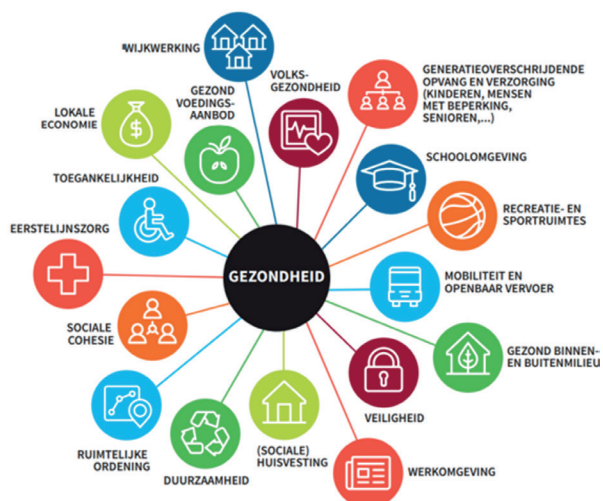 WIJKWERKING
GEZOND
VOEDINGS-
AANBOD
VOLKS-
GEZONDHEID
GENERATIEOVERSCHRIJDENDE
OPVANG EN VERZORGING
(KINDEREN, MENSEN
MET BEPERKING,
SENIOREN,...)
LOKALE
ECONOMIE
SCHOOLOMGEVING
TOEGANKELIJKHEID
RECREATIE- EN
SPORTRUIMTES
EERSTELIJNSZORG
GEZONDHEID
MOBILITEIT EN
OPENBAAR VERVOER
SOCIALE
COHESIE
GEZOND BINNEN-
EN BUITENMILIEU
VEILIGHEID
RUIMTELIJKE
ORDENING
DUURZAAMHEID
(SOCIALE)
HUISVESTING
WERKOMGEVING